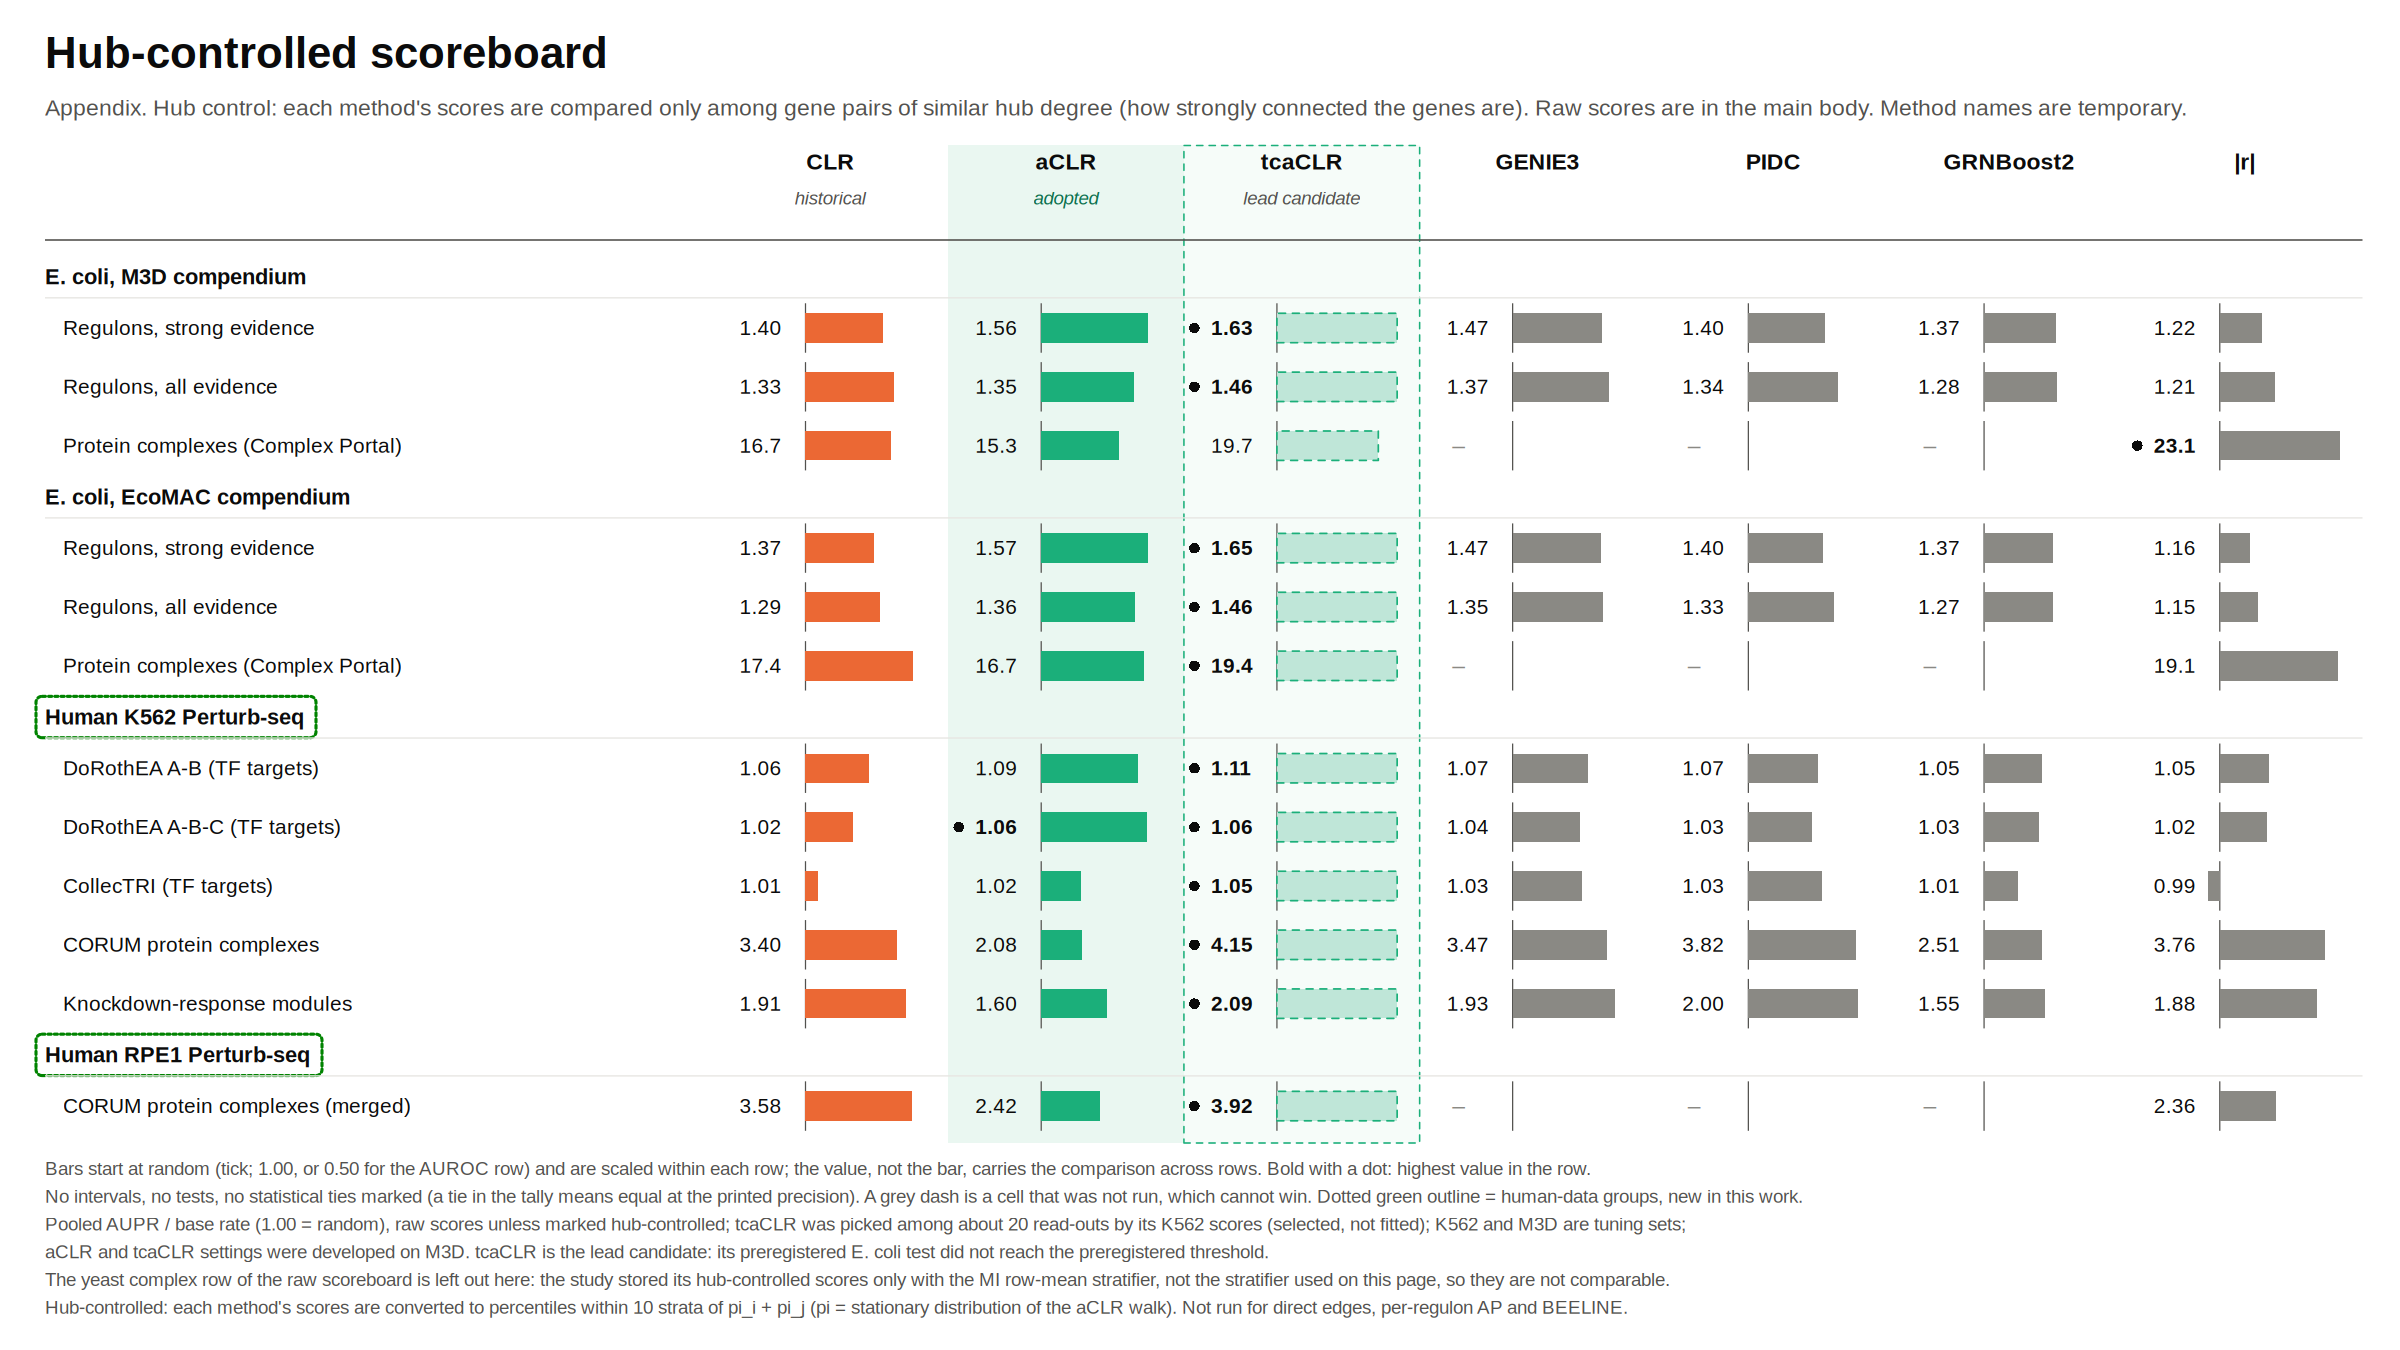 Hub-controlled scoreboard
Appendix. Hub control: each method's scores are compared only among gene pairs of similar hub degree (how strongly connected the genes are). Raw scores are in the main body. Method names are temporary.
CLR aCLR tcaCLR GENIE3 PIDC GRNBoost2 |r|
historical adopted lead candidate
E. coli, M3D compendium
Regulons, strong evidence 1.40 1.56 • 1.63 1.47 1.40 1.37 1.22
Regulons, all evidence 1.33 1.35 • 1.46 1.37 1.34 1.28 1.21
Protein complexes (Complex Portal) 16.7 15.3 19.7 – – – • 23.1
E. coli, EcoMAC compendium
Regulons, strong evidence 1.37 1.57 • 1.65 1.47 1.40 1.37 1.16
Regulons, all evidence 1.29 1.36 • 1.46 1.35 1.33 1.27 1.15
Protein complexes (Complex Portal) 17.4 16.7 • 19.4 – – – 19.1
Human K562 Perturb-seq
DoRothEA A-B (TF targets) 1.06 1.09 • 1.11 1.07 1.07 1.05 1.05
DoRothEA A-B-C (TF targets) 1.02 • 1.06 • 1.06 1.04 1.03 1.03 1.02
CollecTRI (TF targets) 1.01 1.02 • 1.05 1.03 1.03 1.01 0.99
CORUM protein complexes 3.40 2.08 • 4.15 3.47 3.82 2.51 3.76
Knockdown-response modules 1.91 1.60 • 2.09 1.93 2.00 1.55 1.88
Human RPE1 Perturb-seq
CORUM protein complexes (merged) 3.58 2.42 • 3.92 – – – 2.36
Bars start at random (tick; 1.00, or 0.50 for the AUROC row) and are scaled within each row; the value, not the bar, carries the comparison across rows. Bold with a dot: highest value in the row.
No intervals, no tests, no statistical ties marked (a tie in the tally means equal at the printed precision). A grey dash is a cell that was not run, which cannot win. Dotted green outline = human-data groups, new in this work.
Pooled AUPR / base rate (1.00 = random), raw scores unless marked hub-controlled; tcaCLR was picked among about 20 read-outs by its K562 scores (selected, not fitted); K562 and M3D are tuning sets;
aCLR and tcaCLR settings were developed on M3D. tcaCLR is the lead candidate: its preregistered E. coli test did not reach the preregistered threshold.
The yeast complex row of the raw scoreboard is left out here: the study stored its hub-controlled scores only with the MI row-mean stratifier, not the stratifier used on this page, so they are not comparable.
Hub-controlled: each method's scores are converted to percentiles within 10 strata of pi_i + pi_j (pi = stationary distribution of the aCLR walk). Not run for direct edges, per-regulon AP and BEELINE.